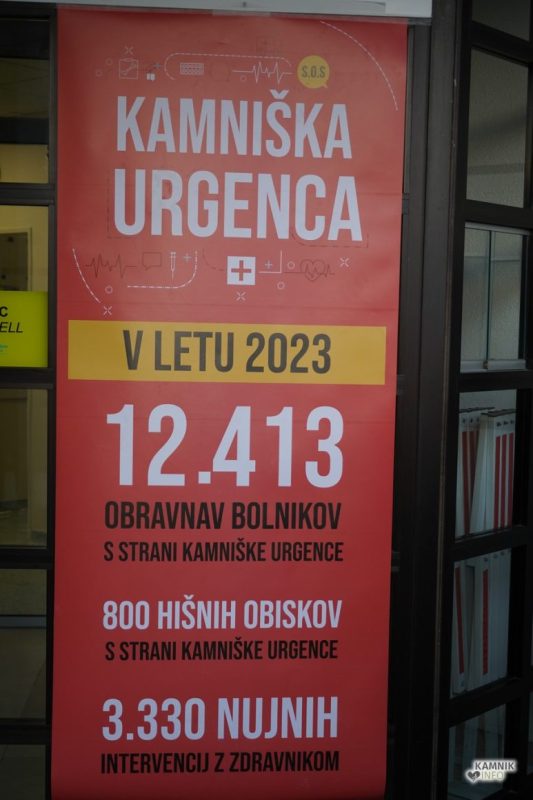 S.O.S
KAMNIŠKA
URGENCA
V LETU 2023
12.413
OBRAVNAV BOLNIKOV
S STRANI KAMNIŠKE URGENCE
800 HIŠNIH OBISKOV
S STRANI KAMNIŠKE URGENCE
3.330 NUJNIH
INTERVENCIJ Z ZDRAVNIKOM
C
ELL
KAMNIK
INFO